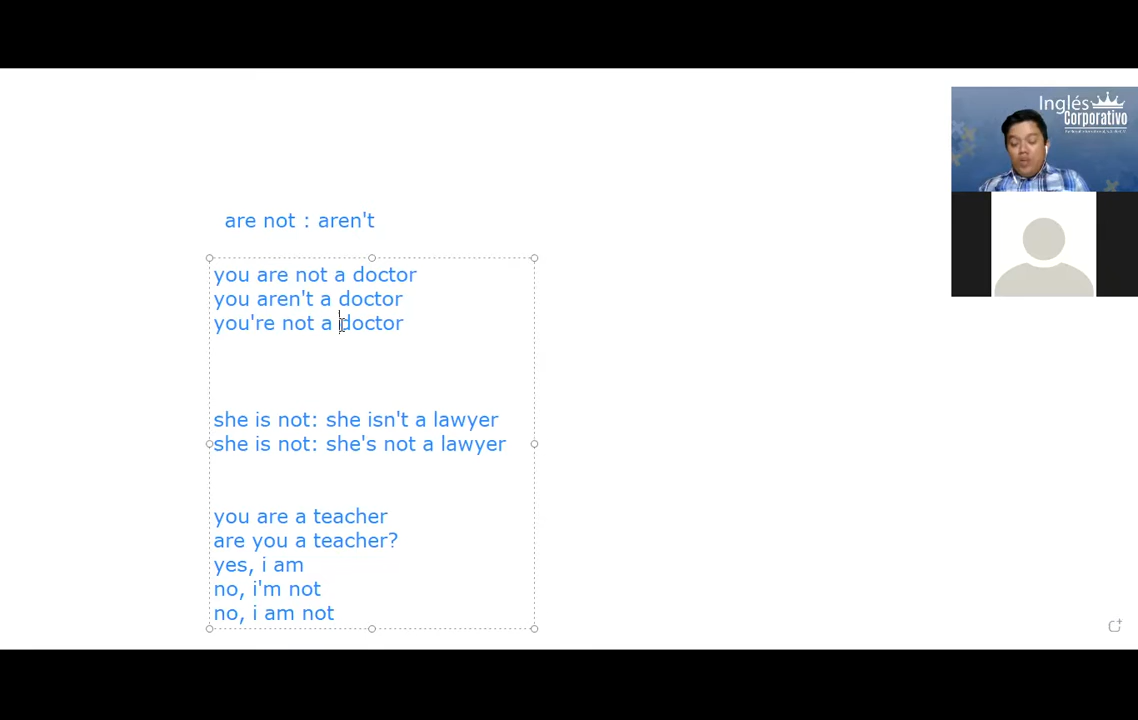 Inglés
Corporativo
are not : aren't
you are not a doctor
you aren't a doctor
you're not a doctor
she is not: she isn't a lawyer
she is not: she's not a lawyer
you are a teacher
are you a teacher?
yes, i am
no, i'm not
no, i am not